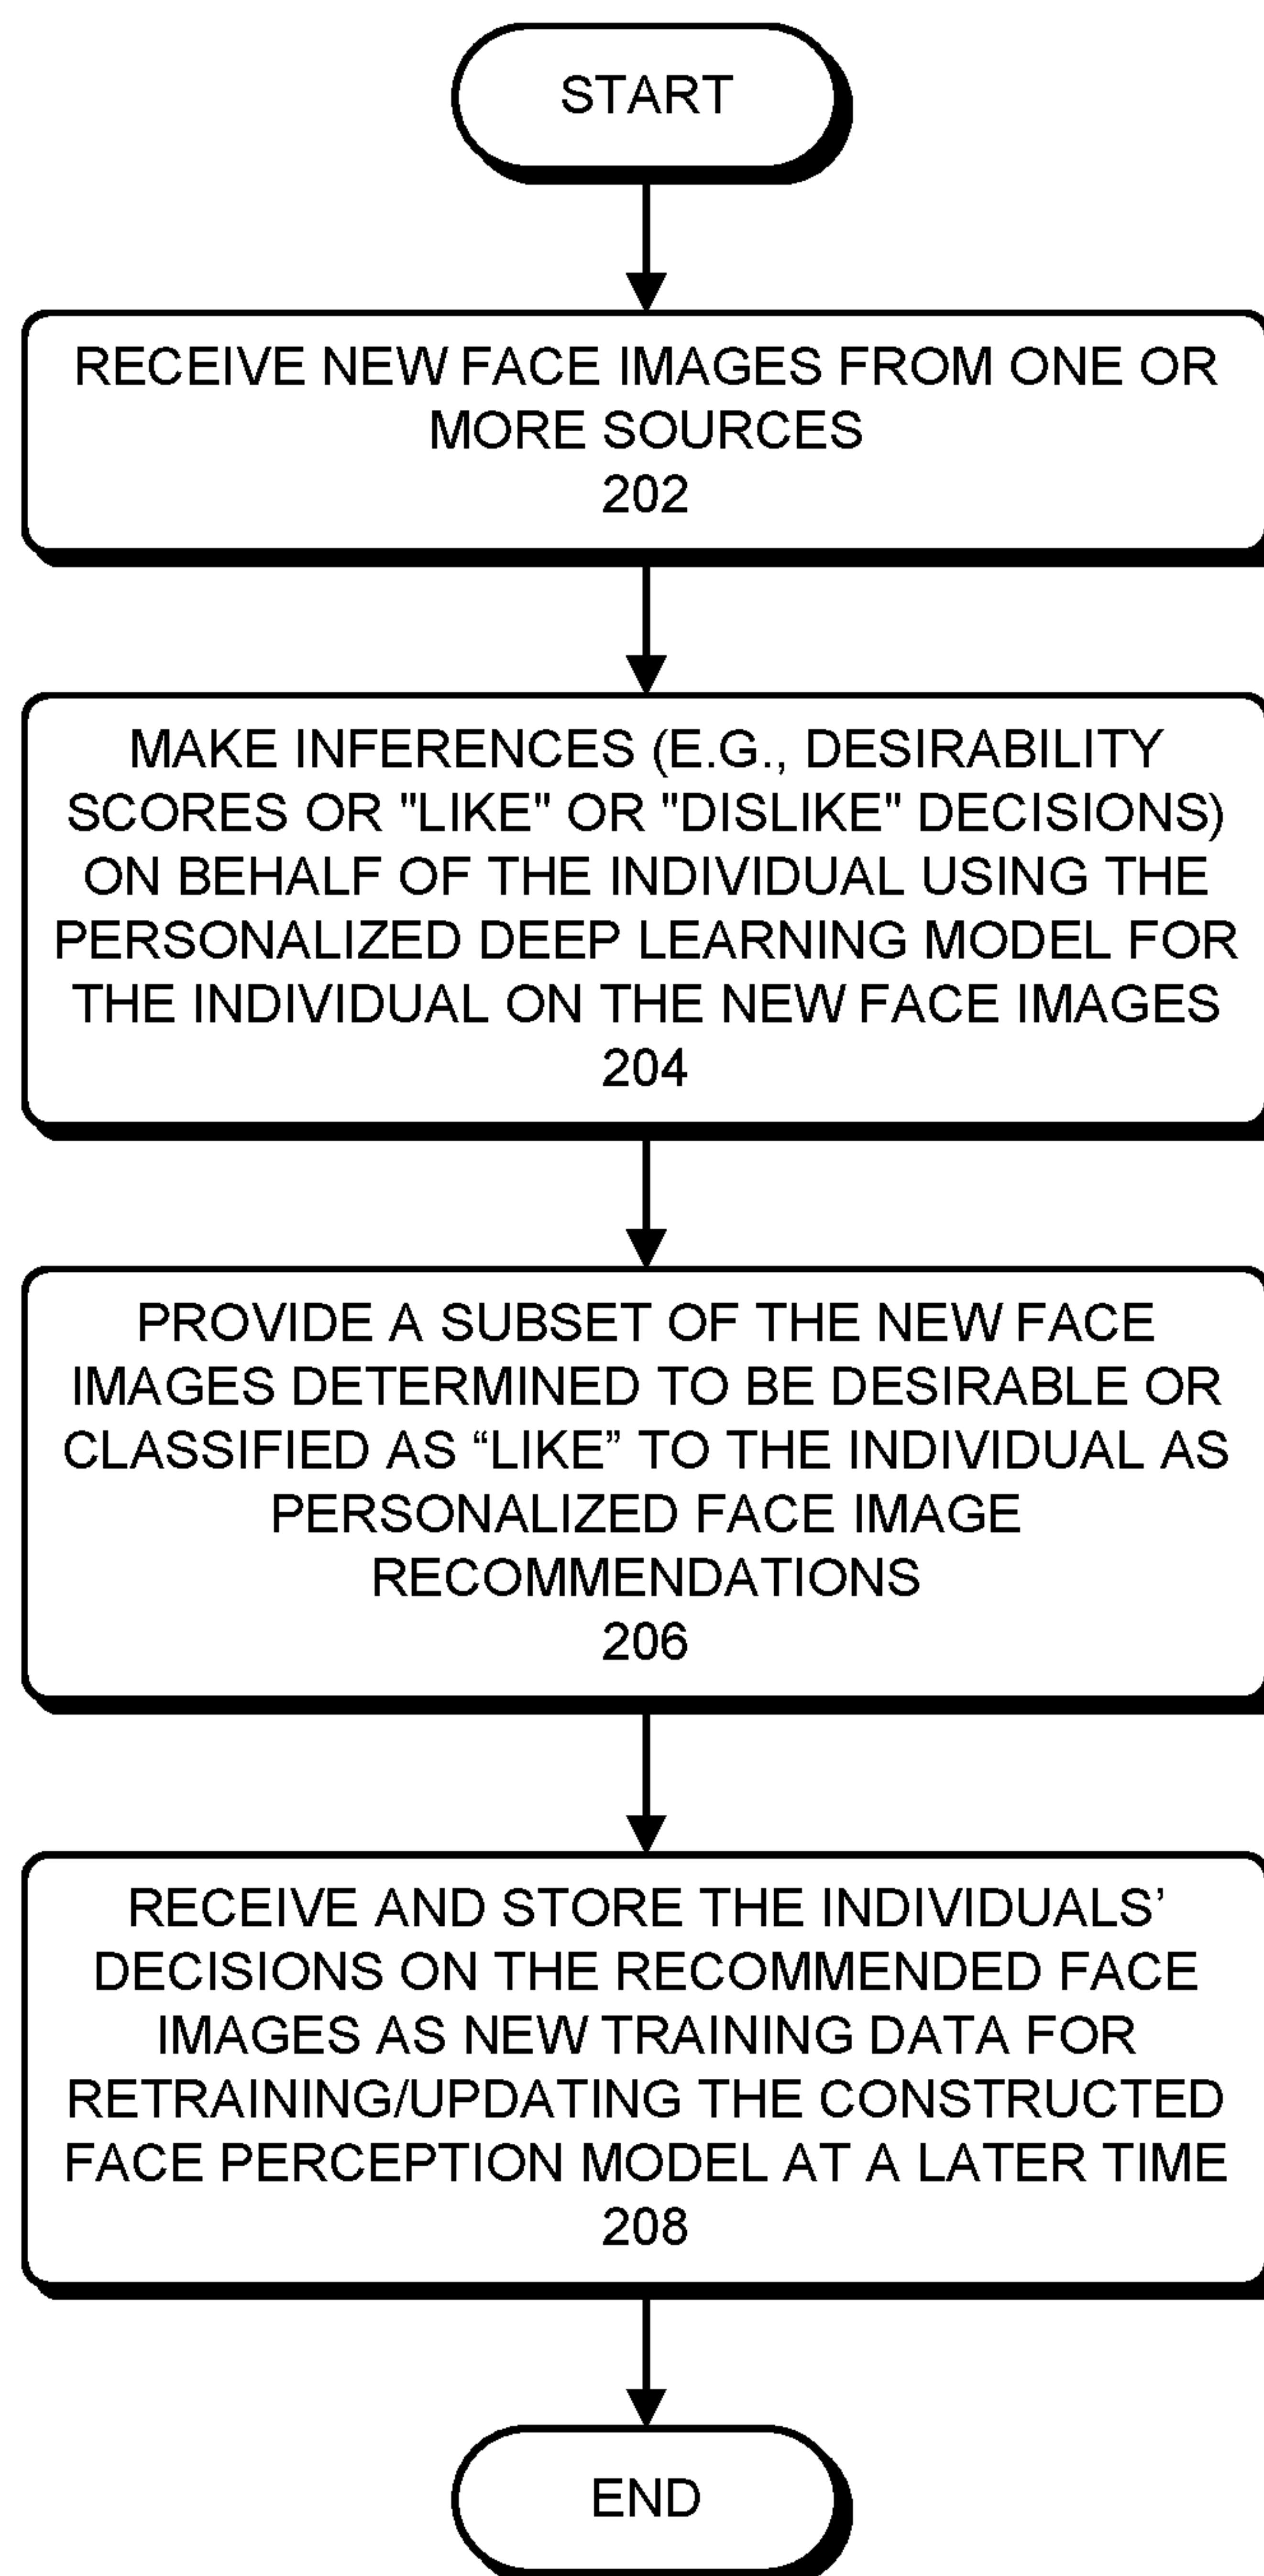 START
RECEIVE NEW FACE IMAGES FROM ONE OR
MORE SOURCES
202
MAKE INFERENCES (E.G., DESIRABILITY
SCORES OR "LIKE" OR "DISLIKE" DECISIONS)
ON BEHALF OF THE INDIVIDUAL USING THE
PERSONALIZED DEEP LEARNING MODEL FOR
THE INDIVIDUAL ON THE NEW FACE IMAGES
204
PROVIDE A SUBSET OF THE NEW FACE
IMAGES DETERMINED TO BE DESIRABLE OR
CLASSIFIED AS “LIKE” TO THE INDIVIDUAL AS
PERSONALIZED FACE IMAGE
RECOMMENDATIONS
206
RECEIVE AND STORE THE INDIVIDUALS’
DECISIONS ON THE RECOMMENDED FACE
IMAGES AS NEW TRAINING DATA FOR
RETRAINING/UPDATING THE CONSTRUCTED
FACE PERCEPTION MODEL AT A LATER TIME
208
END